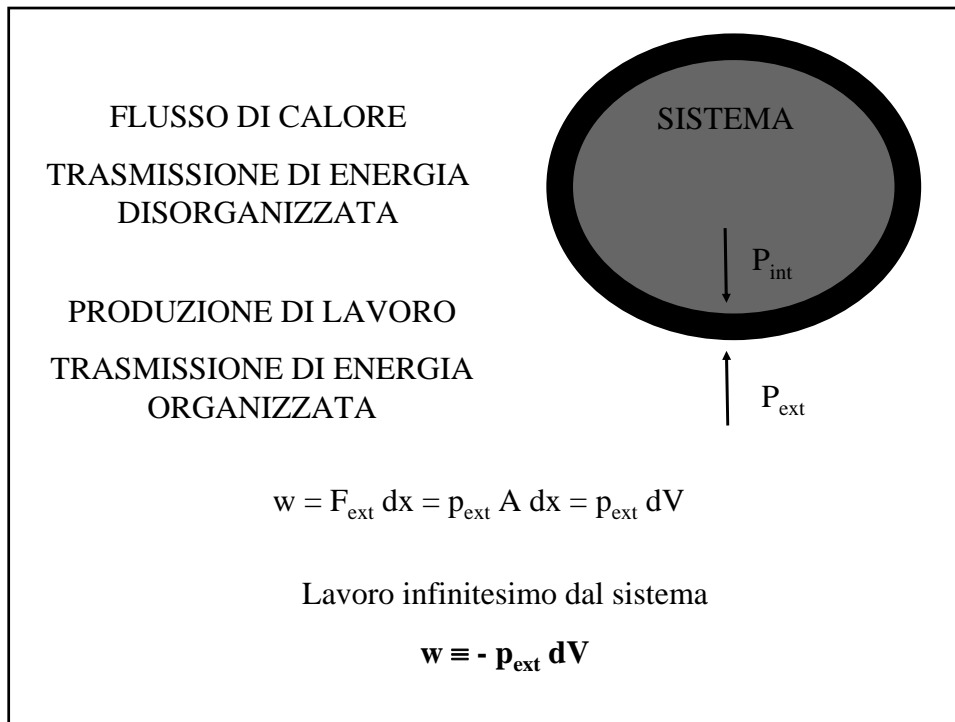 FLUSSO DI CALORE
TRASMISSIONE DI ENERGIA
DISORGANIZZATA
PRODUZIONE DI LAVORO
TRASMISSIONE DI ENERGIA
ORGANIZZATA
SISTEMA
P_int
P_ext
w = F_ext dx = p_ext A dx = p_ext dV
Lavoro infinitesimo dal sistema
w ≡ - p_ext dV